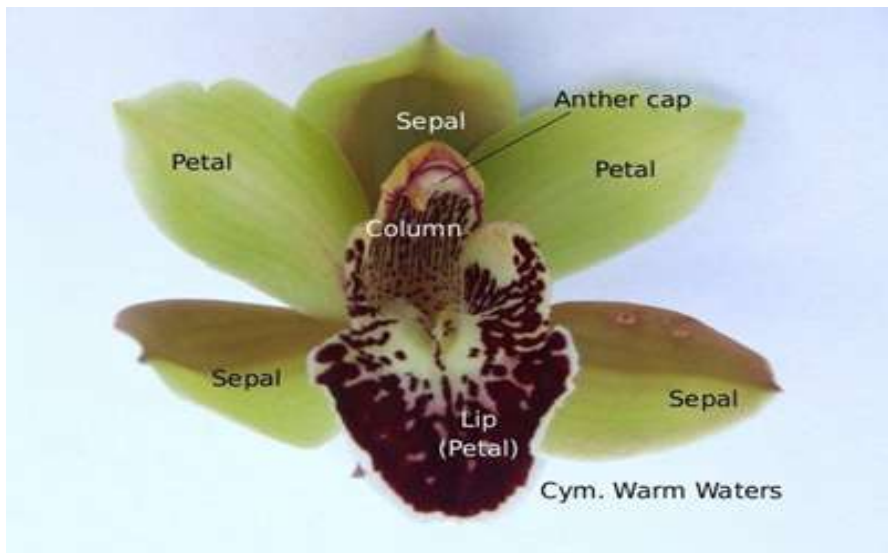 Anther cap
Sepal
Petal
Petal
Column
Sepal
Sepal
Lip
(Petal)
Cym. Warm Waters